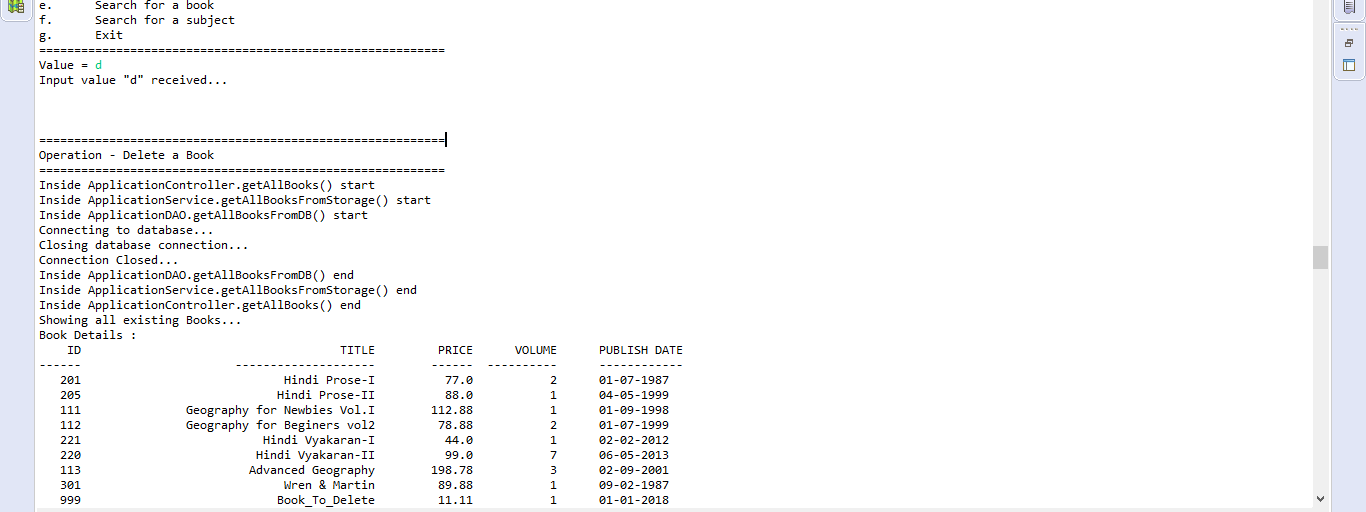 e.      Search for a book
f.      Search for a subject
g.      Exit
==========================================================
Value = d
Input value "d" received...
==========================================================
Operation - Delete a Book
==========================================================
Inside ApplicationController.getAllBooks() start
Inside ApplicationService.getAllBooksFromStorage() start
Inside ApplicationDAO.getAllBooksFromDB() start
Connecting to database...
Closing database connection...
Connection Closed...
Inside ApplicationDAO.getAllBooksFromDB() end
Inside ApplicationService.getAllBooksFromStorage() end
Inside ApplicationController.getAllBooks() end
Showing all existing Books...
Book Details :
    ID                                     TITLE         PRICE      VOLUME      PUBLISH DATE
------                      --------------------        ------  ----------      ------------
   201                             Hindi Prose-I          77.0           2      01-07-1987
   205                            Hindi Prose-II          88.0           1      04-05-1999
   111               Geography for Newbies Vol.I        112.88           1      01-09-1998
   112               Geography for Beginers vol2         78.88           2      01-07-1999
   221                          Hindi Vyakaran-I          44.0           1      02-02-2012
   220                         Hindi Vyakaran-II          99.0           7      06-05-2013
   113                        Advanced Geography        198.78           3      02-09-2001
   301                             Wren & Martin         89.88           1      09-02-1987
   999                            Book_To_Delete         11.11           1      01-01-2018